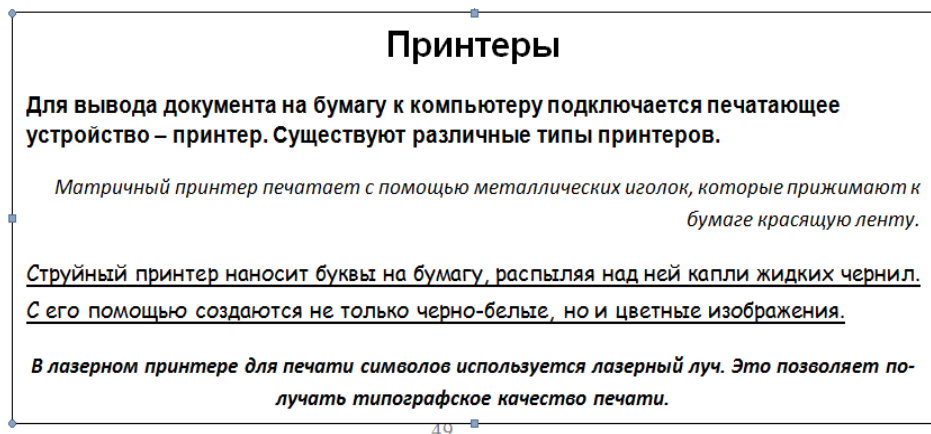 Принтеры
Для вывода документа на бумагу к компьютеру подключается печатающее
устройство – принтер. Существуют различные типы принтеров.
Матричный принтер печатает с помощью металлических иголок, которые прижимают к
бумаге красящую ленту.
Струйный принтер наносит буквы на бумагу, распыляя над ней капли жидких чернил.
С его помощью создаются не только черно-белые, но и цветные изображения.
В лазерном принтере для печати символов используется лазерный луч. Это позволяет по-
лучать типографское качество печати.
49